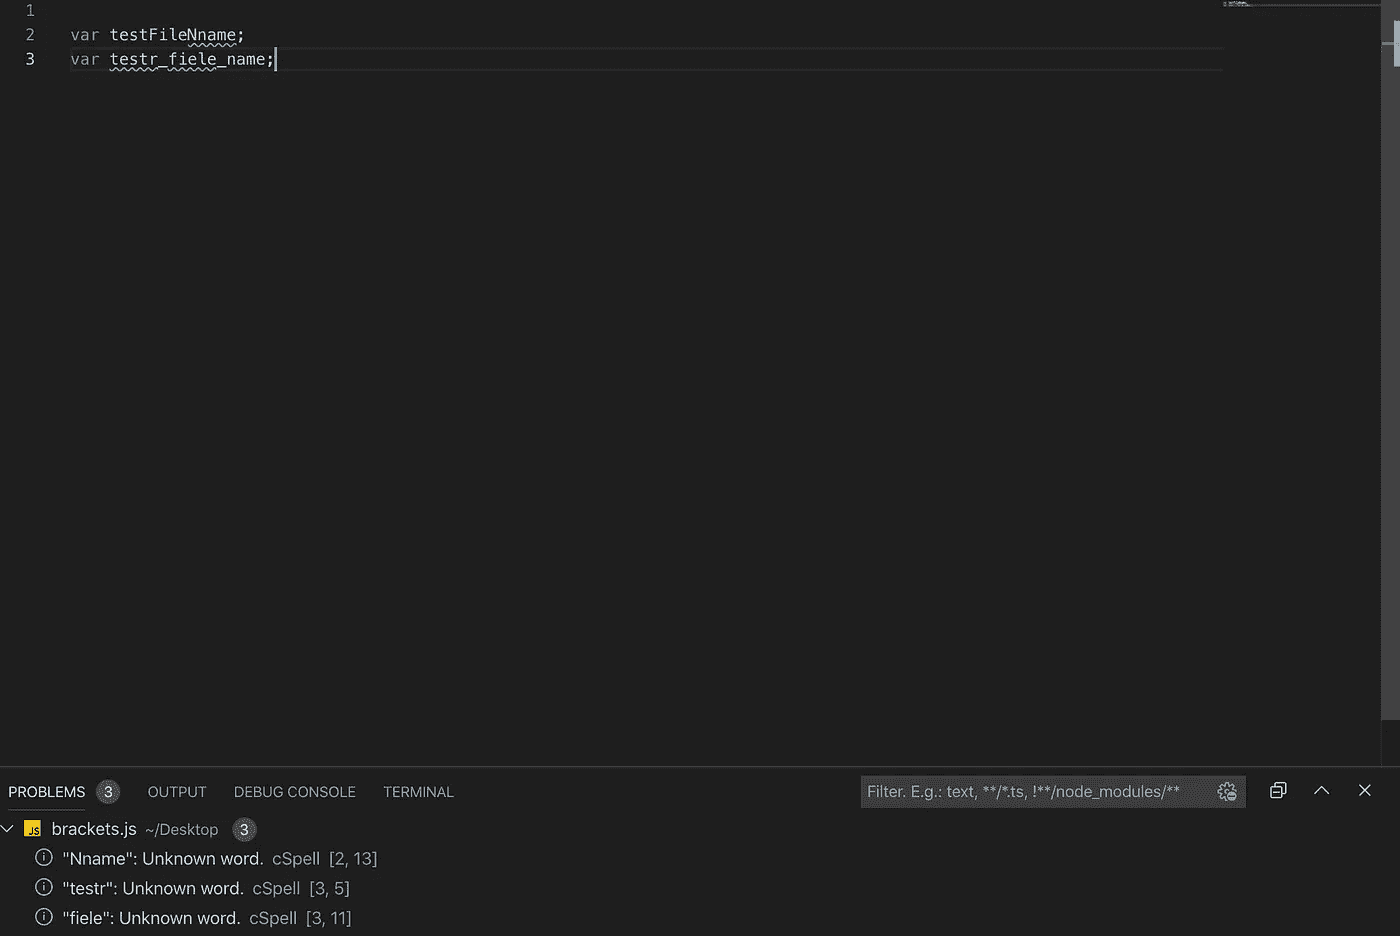 1
2 var testFileNname;
3 var testr_fiele_name;
PROBLEMS 3 OUTPUT DEBUG CONSOLE TERMINAL Filter. E.g.: text, **/*.ts, !**/node_modules/**
JS brackets.js ~/Desktop 3
"Nname": Unknown word. cSpell [2, 13]
"testr": Unknown word. cSpell [3, 5]
"fiele": Unknown word. cSpell [3, 11]